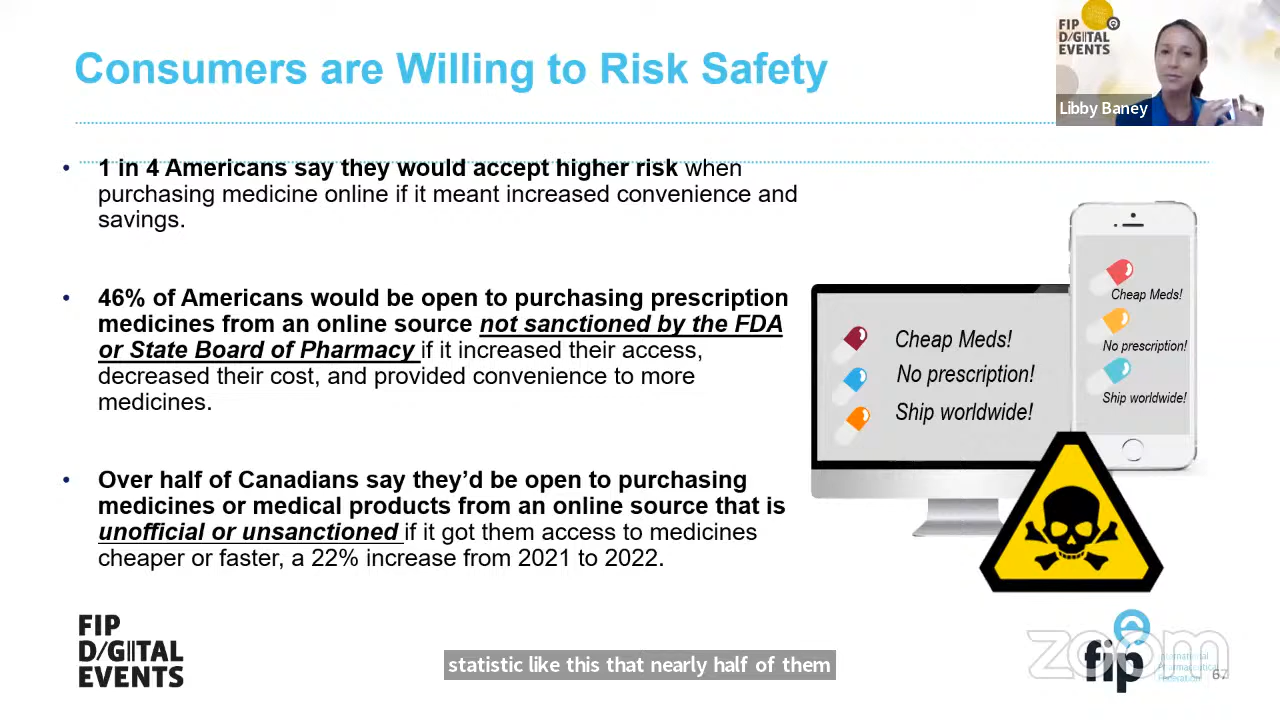 Consumers are Willing to Risk Safety
FIP
D/GITAL
EVENTS
Libby Baney
• 1 in 4 Americans say they would accept higher risk when
purchasing medicine online if it meant increased convenience and
savings.
• 46% of Americans would be open to purchasing prescription
medicines from an online source not sanctioned by the FDA
or State Board of Pharmacy if it increased their access,
decreased their cost, and provided convenience to more
medicines.
• Over half of Canadians say they’d be open to purchasing
medicines or medical products from an online source that is
unofficial or unsanctioned if it got them access to medicines
cheaper or faster, a 22% increase from 2021 to 2022.
Cheap Meds!
No prescription!
Ship worldwide!
Cheap Meds!
No prescription!
Ship worldwide!
FIP
D/GITAL
EVENTS
statistic like this that nearly half of them
zoom
fip
International
Pharmaceutical
Federation
67